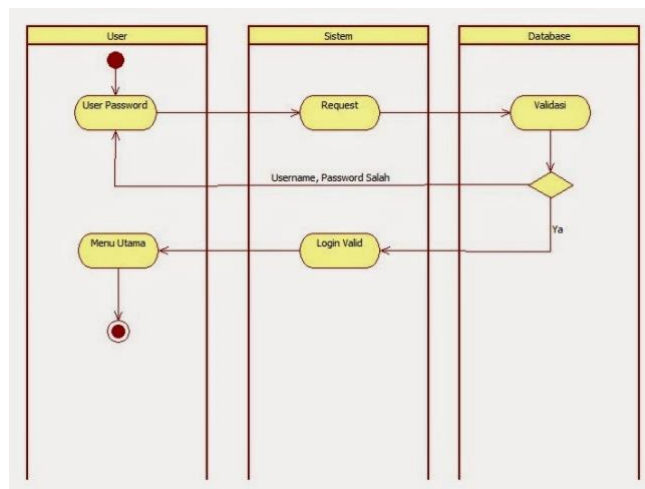 User
Sistem
Database
User Password
Request
Validasi
Username, Password Salah
Ya
Menu Utama
Login Valid